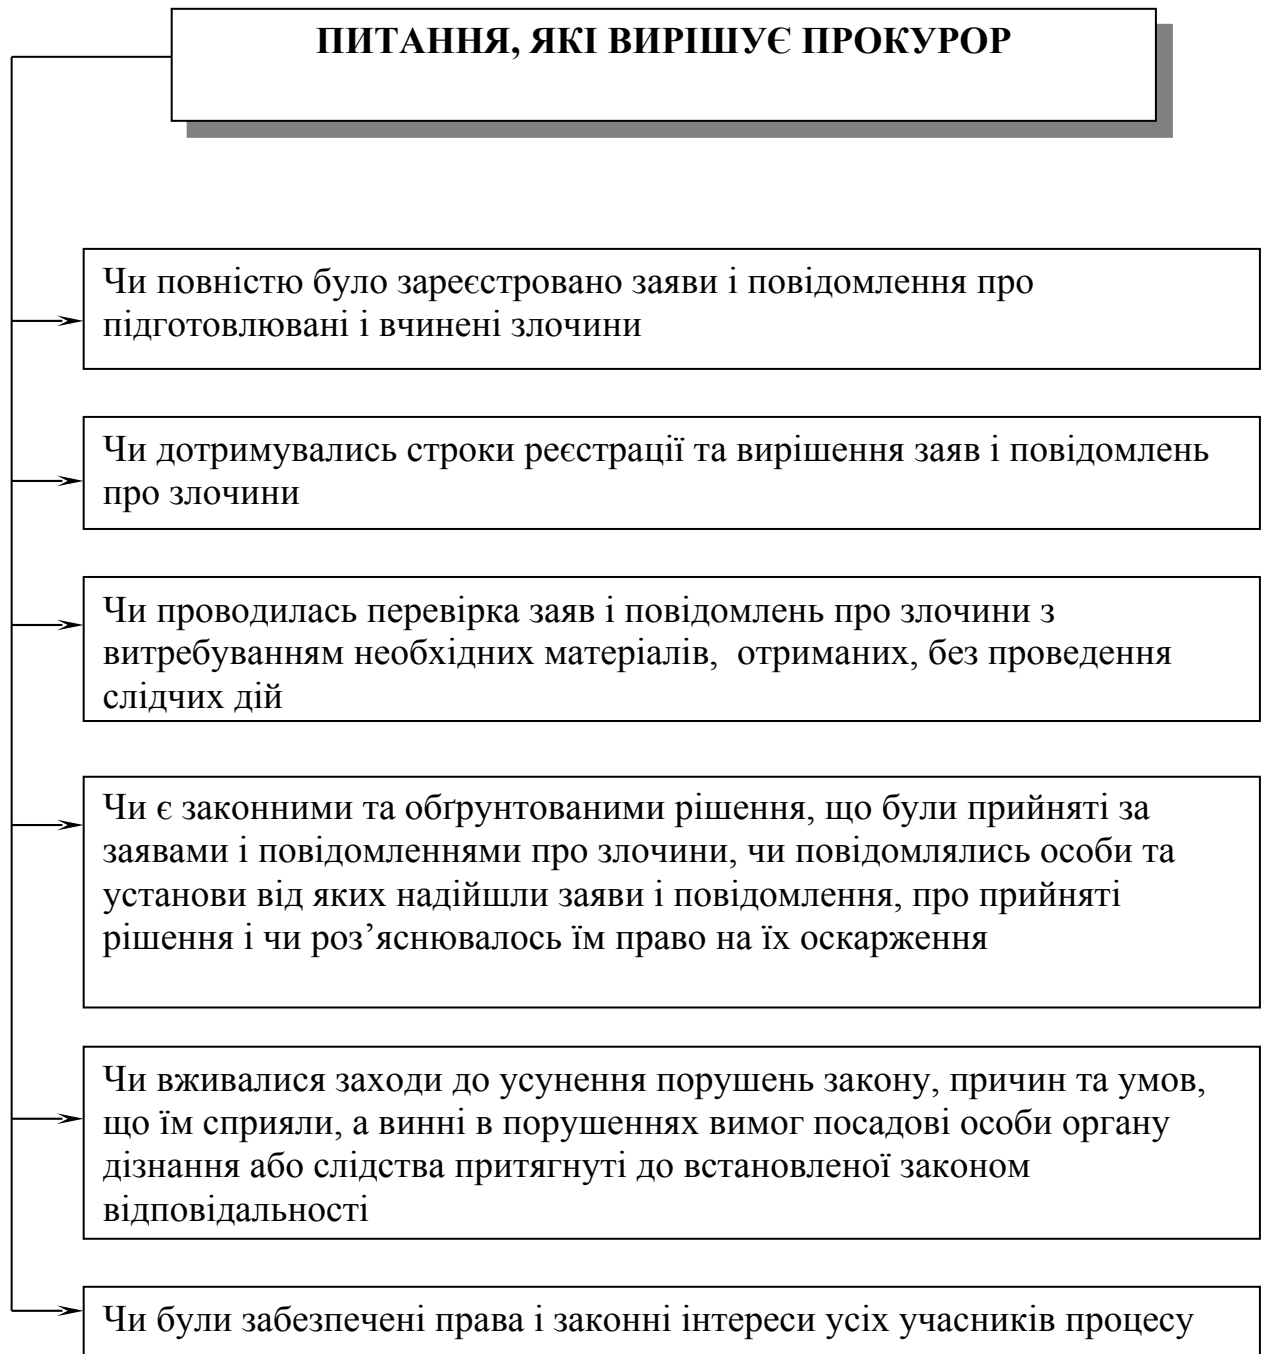 ПИТАННЯ, ЯКІ ВИРІШУЄ ПРОКУРОР
Чи повністю було зареєстровано заяви і повідомлення про
підготовлювані і вчинені злочини
Чи дотримувались строки реєстрації та вирішення заяв і повідомлень
про злочини
Чи проводилась перевірка заяв і повідомлень про злочини з
витребуванням необхідних матеріалів, отриманих, без проведення
слідчих дій
Чи є законними та обґрунтованими рішення, що були прийняті за
заявами і повідомленнями про злочини, чи повідомлялись особи та
установи від яких надійшли заяви і повідомлення, про прийняті
рішення і чи роз’яснювалось їм право на їх оскарження
Чи вживалися заходи до усунення порушень закону, причин та умов,
що їм сприяли, а винні в порушеннях вимог посадові особи органу
дізнання або слідства притягнуті до встановленої законом
відповідальності
Чи були забезпечені права і законні інтереси усіх учасників процесу